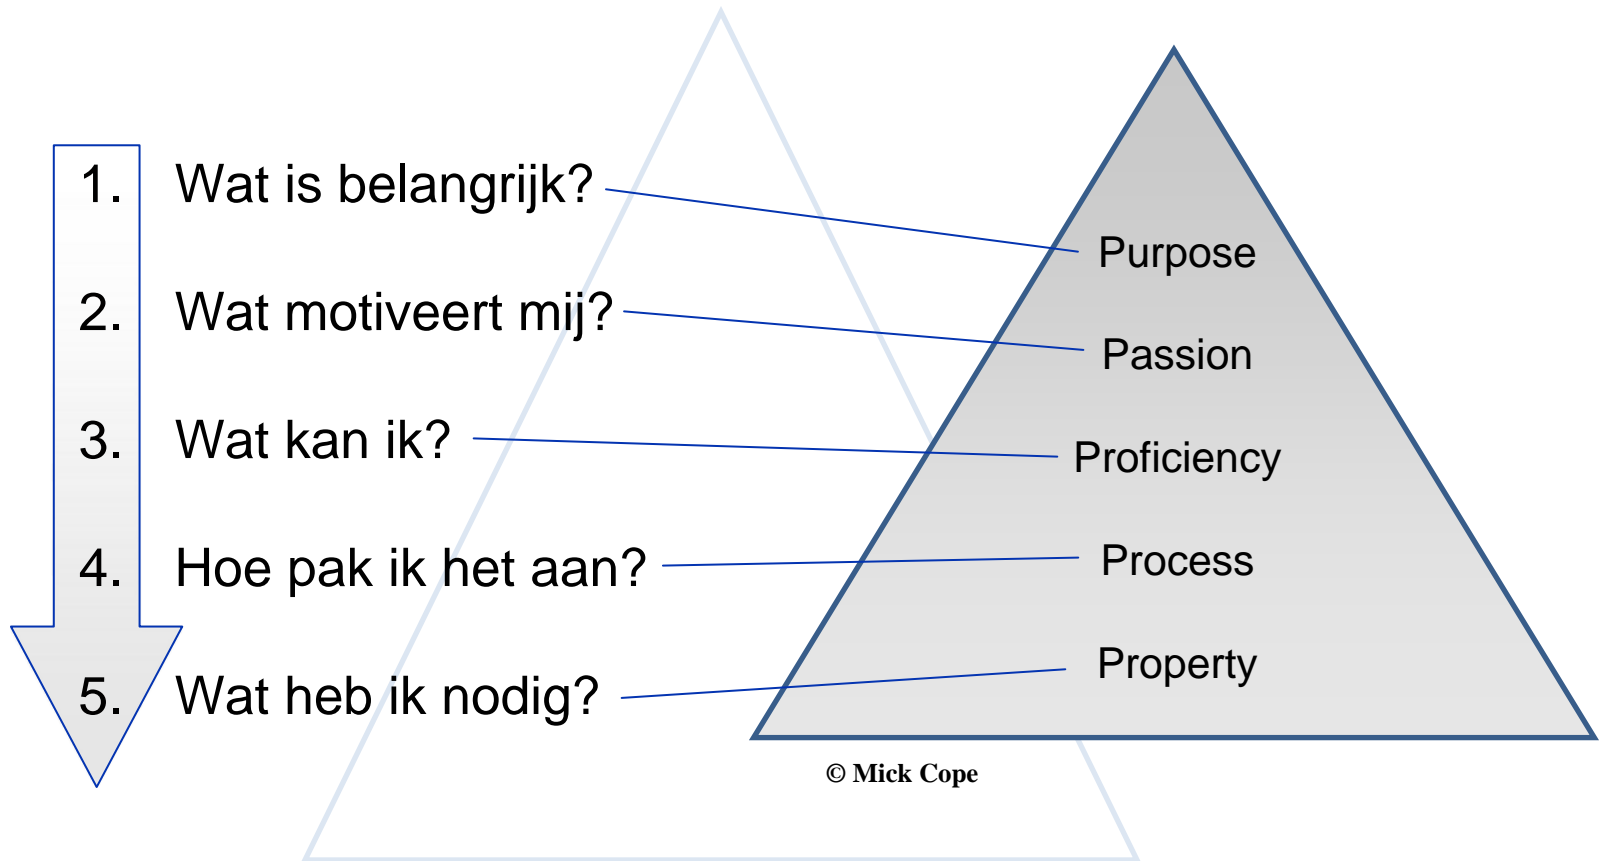 1. Wat is belangrijk?
Purpose
2. Wat motiveert mij?
Passion
3. Wat kan ik?
Proficiency
4. Hoe pak ik het aan?
Process
5. Wat heb ik nodig?
Property
© Mick Cope